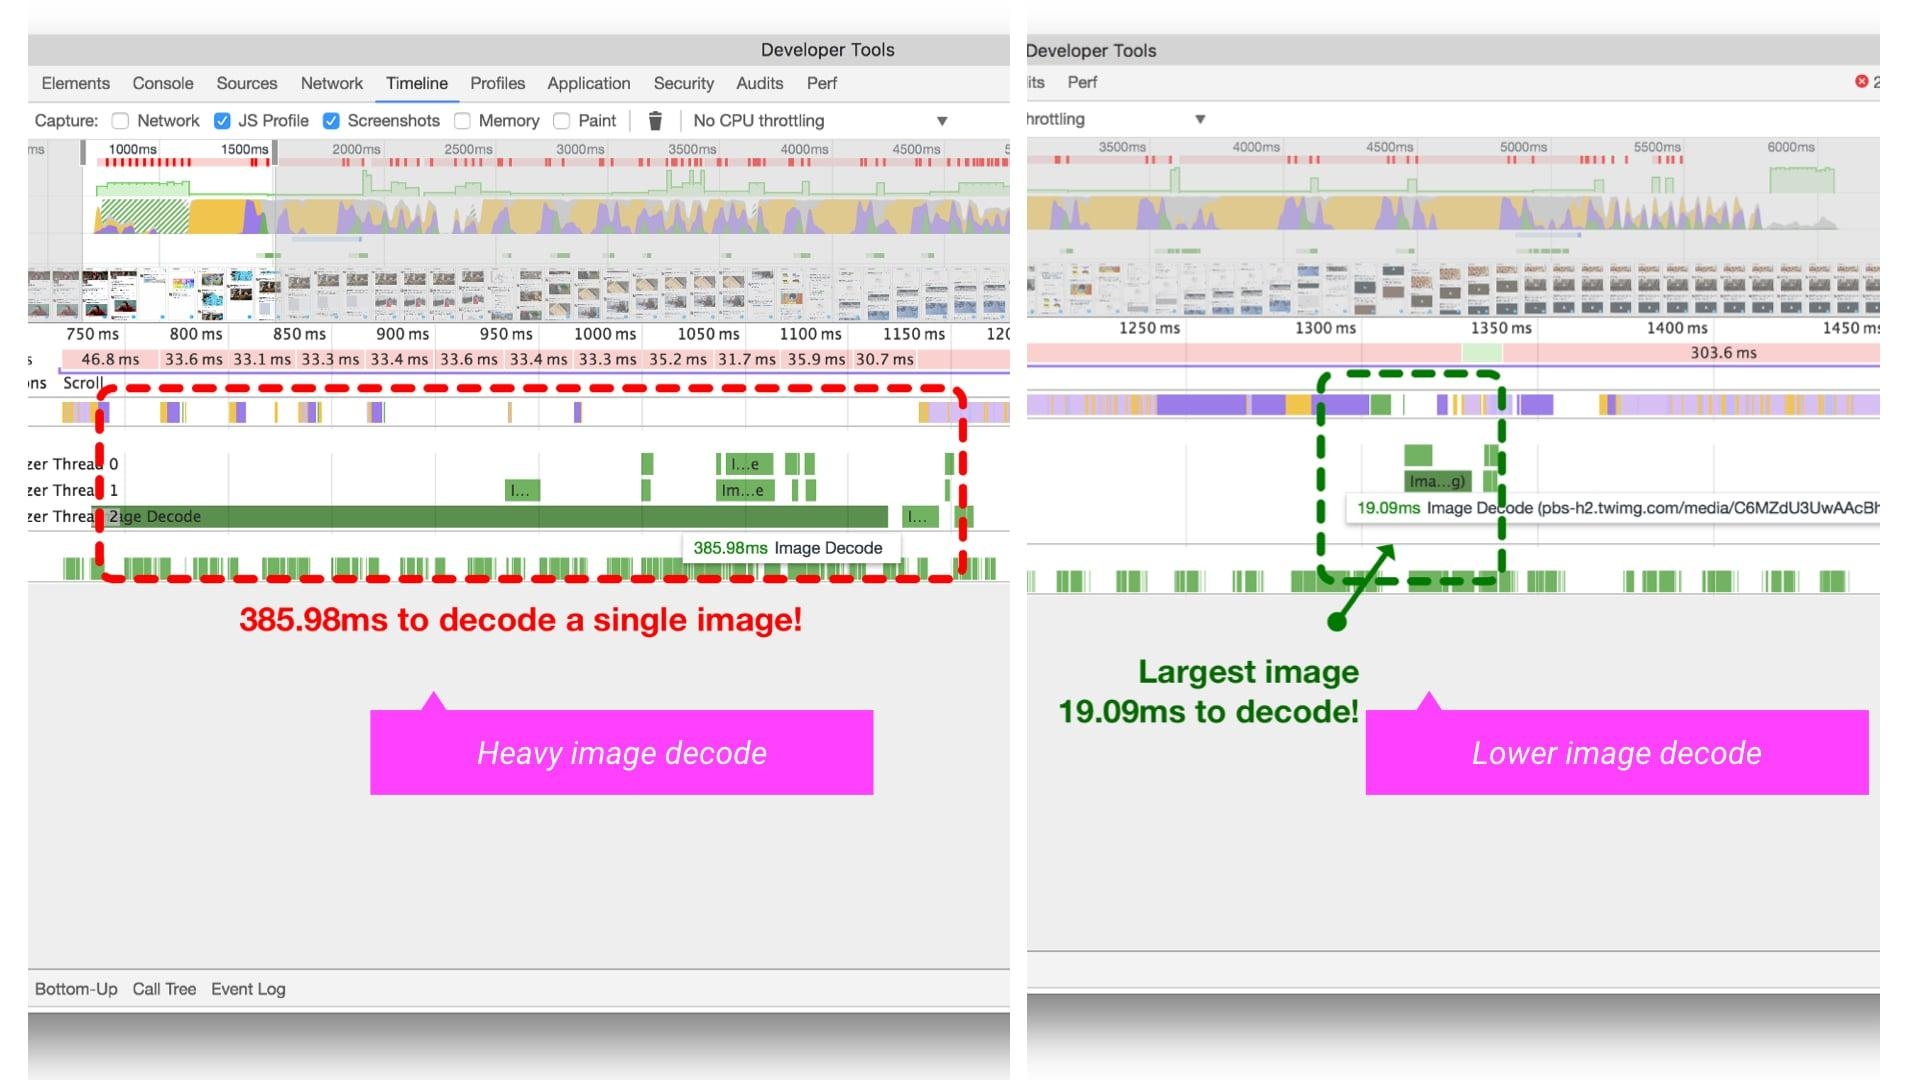 Developer Tools
Elements Console Sources Network Timeline Profiles Application Security Audits Perf
Capture: Network JS Profile Screenshots Memory Paint No CPU throttling ▼
ms 1000ms 1500ms 2000ms 2500ms 3000ms 3500ms 4000ms 4500ms 5
750 ms 800 ms 850 ms 900 ms 950 ms 1000 ms 1050 ms 1100 ms 1150 ms 120
s 46.8 ms 33.6 ms 33.1 ms 33.3 ms 33.4 ms 33.6 ms 33.4 ms 33.3 ms 35.2 ms 31.7 ms 35.9 ms 30.7 ms
ons Scroll
zer Thread 0 I...e
zer Thread 1 I... Im...e
zer Threa 2 ge Decode I...
385.98ms Image Decode
385.98ms to decode a single image!
Heavy image decode
Bottom-Up Call Tree Event Log
Developer Tools
its Perf 2
hrottling ▼
3500ms 4000ms 4500ms 5000ms 5500ms 6000ms
1250 ms 1300 ms 1350 ms 1400 ms 1450 ms
303.6 ms
Ima...g)
19.09ms Image Decode (pbs-h2.twimg.com/media/C6MZdU3UwAAcBh
Largest image
19.09ms to decode!
Lower image decode